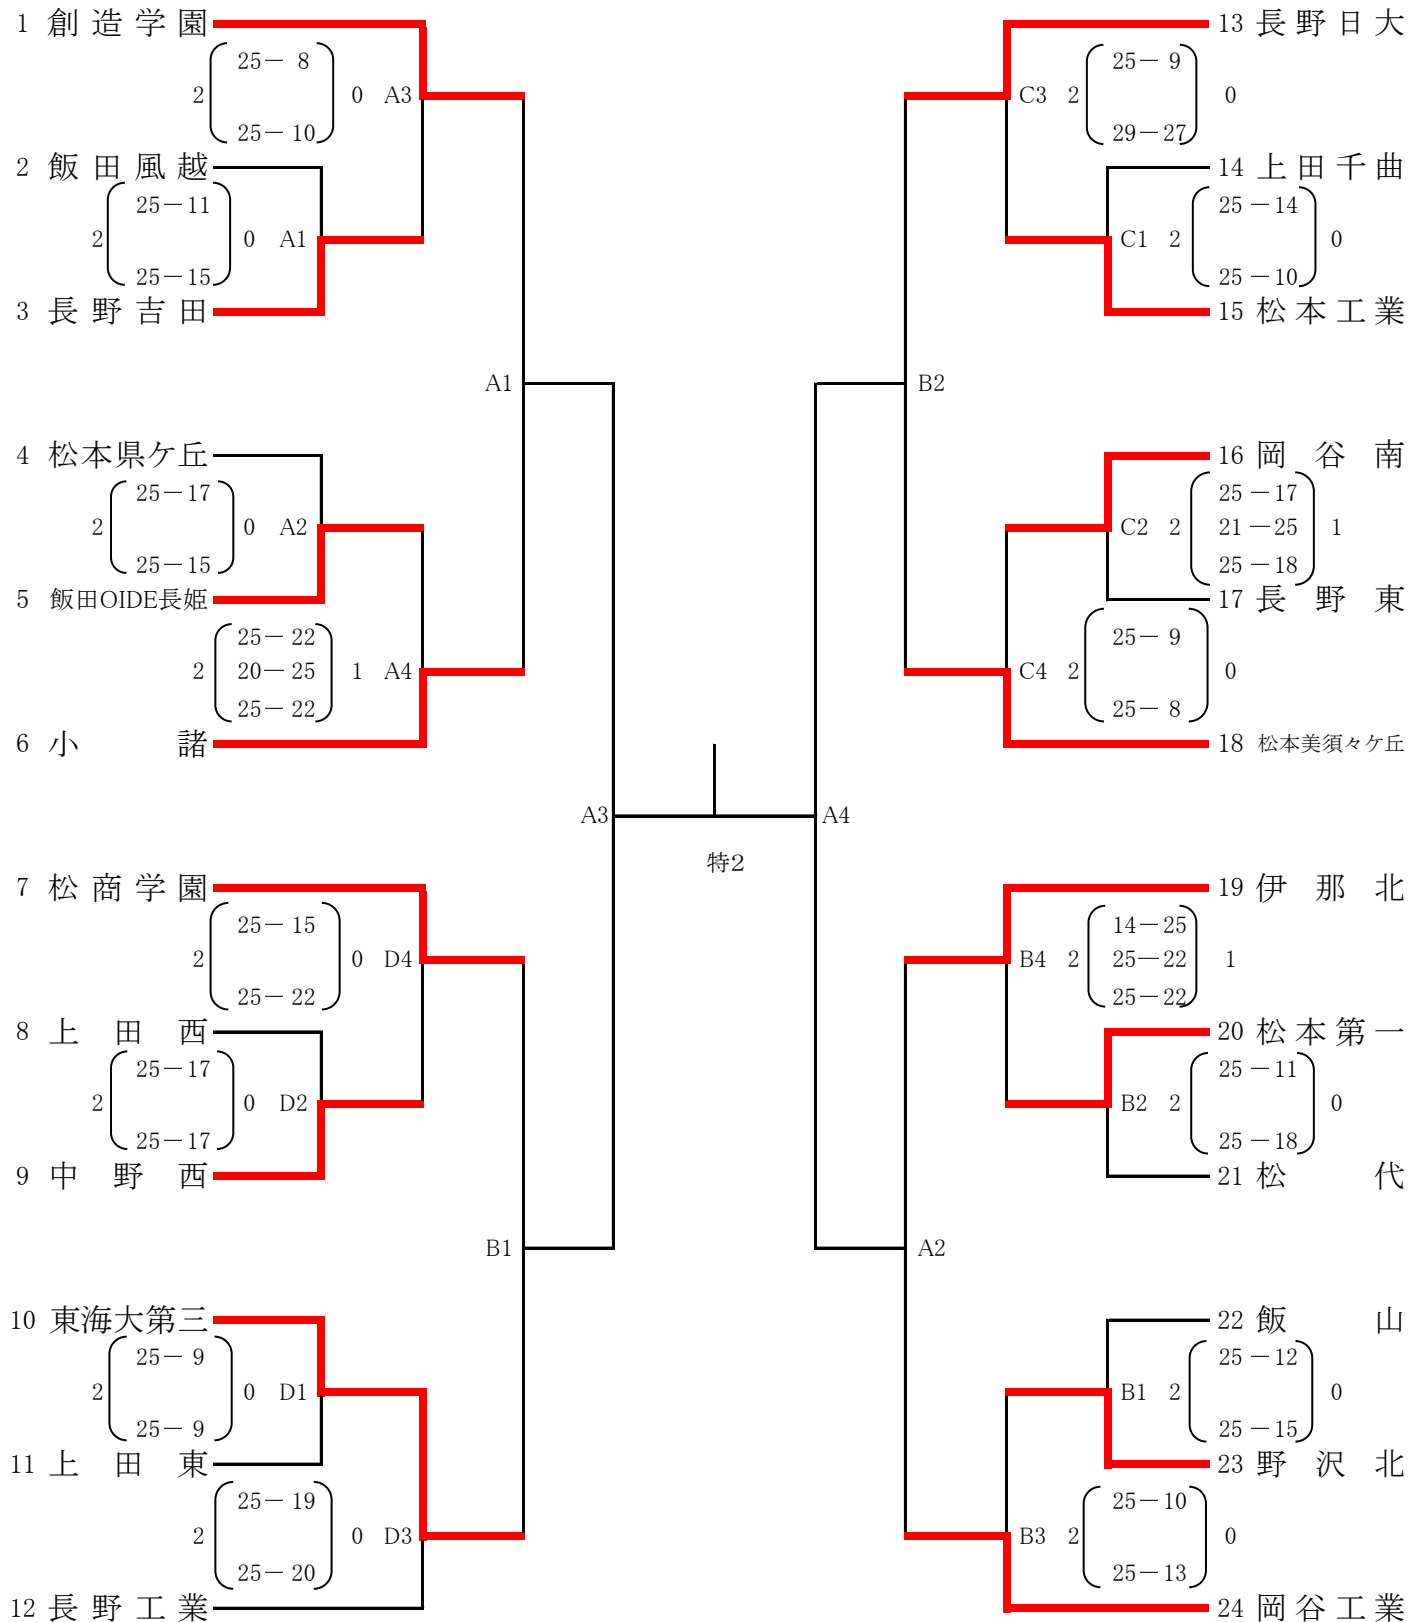 1 創造学園
25－ 8
2 0 A3
25－ 10
2 飯田風越
25－11
2 0 A1
25－15
3 長野吉田
A1
4 松本県ケ丘
25－17
2 0 A2
25－15
5 飯田OIDE長姫
25－ 22
2 20－ 25 1 A4
25－ 22
6 小諸
A3
7 松商学園
25－ 15
2 0 D4
25－ 22
8 上田西
25－17
2 0 D2
25－17
9 中野西
B1
10 東海大第三
25－ 9
2 0 D1
25－ 9
11 上田東
25－ 19
2 0 D3
25－ 20
12 長野工業
特2
13 長野日大
25－ 9
C3 2 0
29－27
14 上田千曲
25－14
C1 2 0
25－10
15 松本工業
B2
16 岡谷南
25－17
C2 2 21－25 1
25－18
17 長野東
25－ 9
C4 2 0
25－ 8
18 松本美須々ケ丘
A4
19 伊那北
14－25
B4 2 25－22 1
25－22
20 松本第一
25－11
B2 2 0
25－18
21 松代
A2
22 飯山
25－12
B1 2 0
25－15
23 野沢北
25－10
B3 2 0
25－13
24 岡谷工業